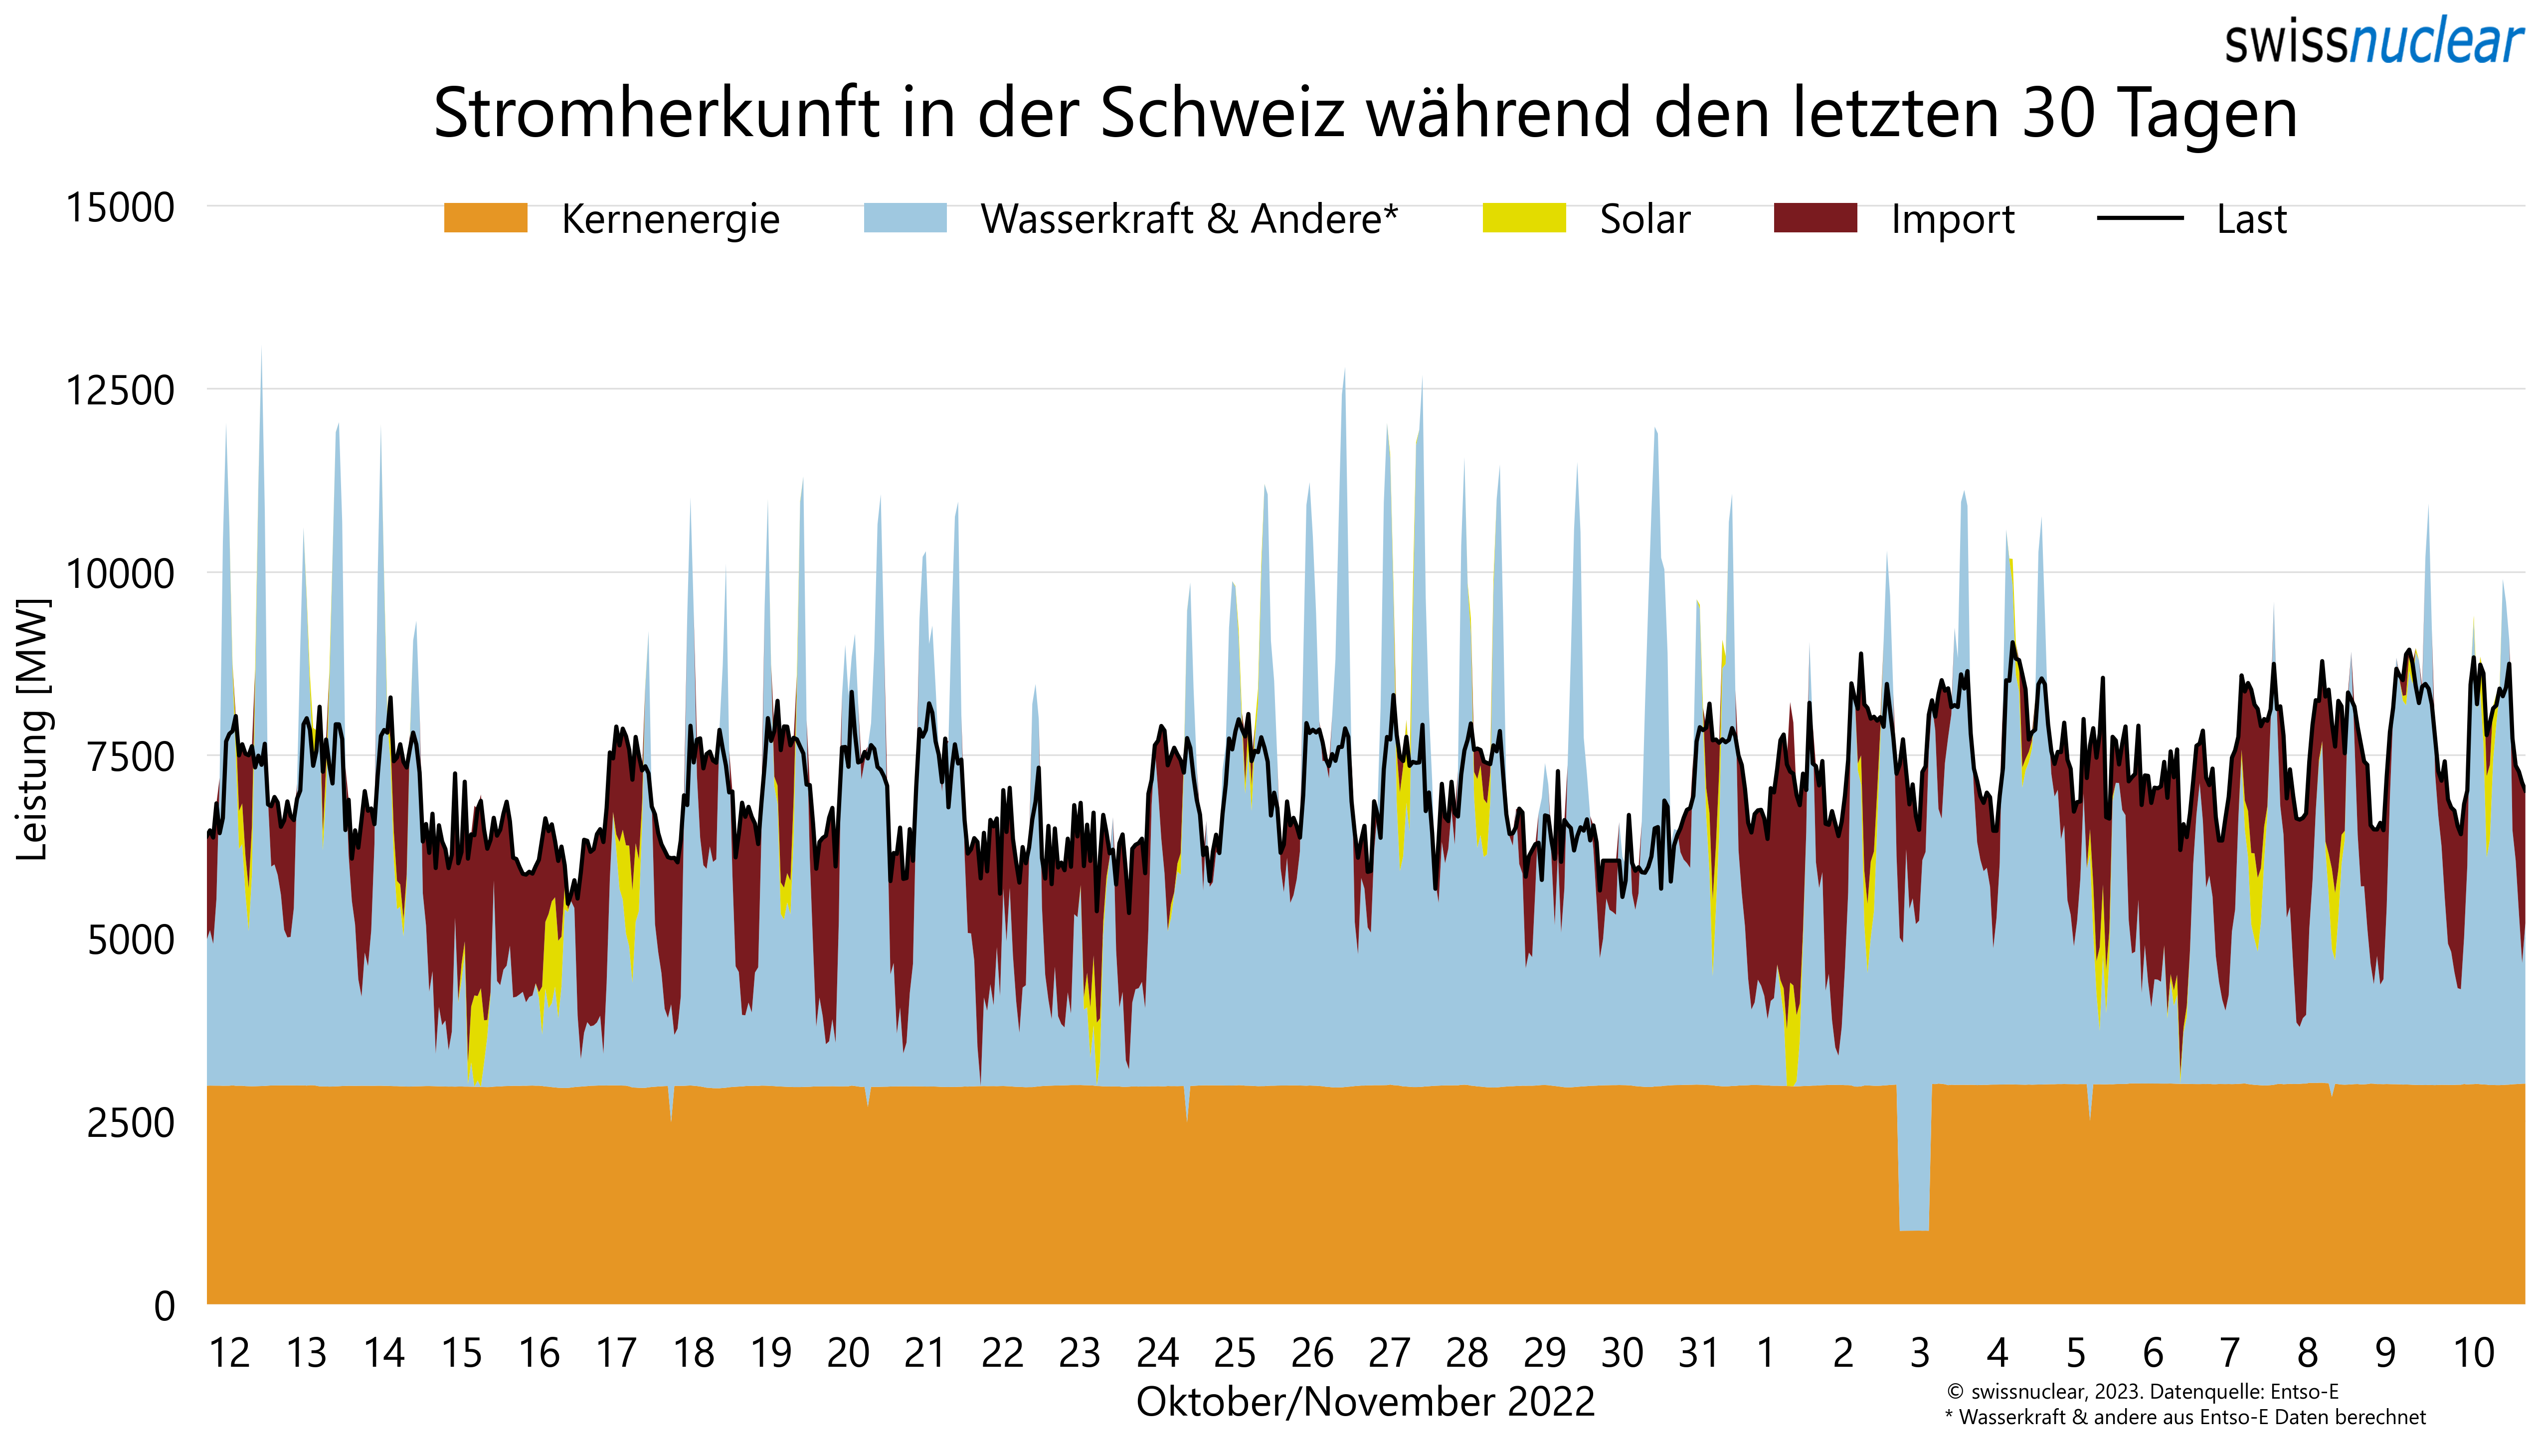 swissnuclear
Stromherkunft in der Schweiz während den letzten 30 Tagen
Kernenergie Wasserkraft & Andere* Solar Import Last
15000
12500
10000
7500
5000
2500
0
Leistung [MW]
12 13 14 15 16 17 18 19 20 21 22 23 24 25 26 27 28 29 30 31 1 2 3 4 5 6 7 8 9 10
Oktober/November 2022
© swissnuclear, 2023. Datenquelle: Entso-E
* Wasserkraft & andere aus Entso-E Daten berechnet